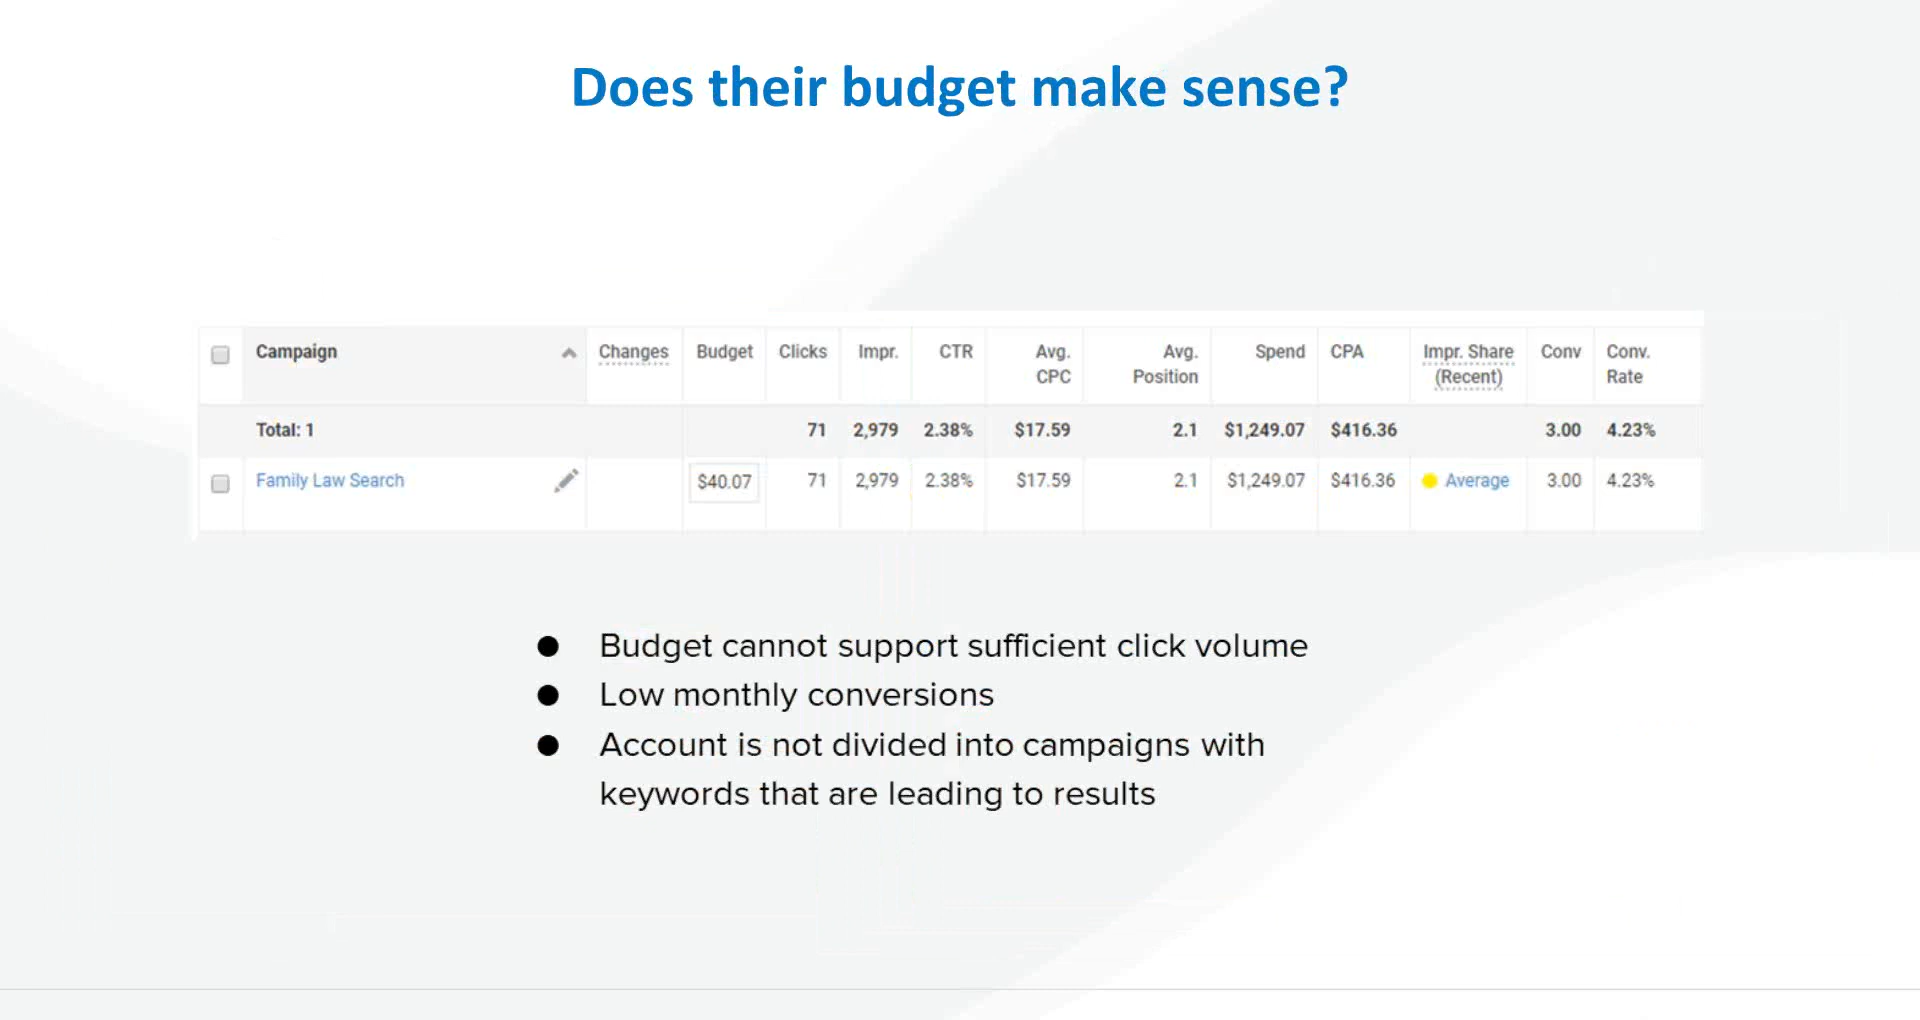 Does their budget make sense?
Campaign Changes Budget Clicks Impr. CTR Avg. CPC Avg. Position Spend CPA Impr. Share (Recent) Conv Conv. Rate
Total: 1 71 2,979 2.38% $17.59 2.1 $1,249.07 $416.36 3.00 4.23%
Family Law Search $40.07 71 2,979 2.38% $17.59 2.1 $1,249.07 $416.36 Average 3.00 4.23%
● Budget cannot support sufficient click volume
● Low monthly conversions
● Account is not divided into campaigns with
keywords that are leading to results